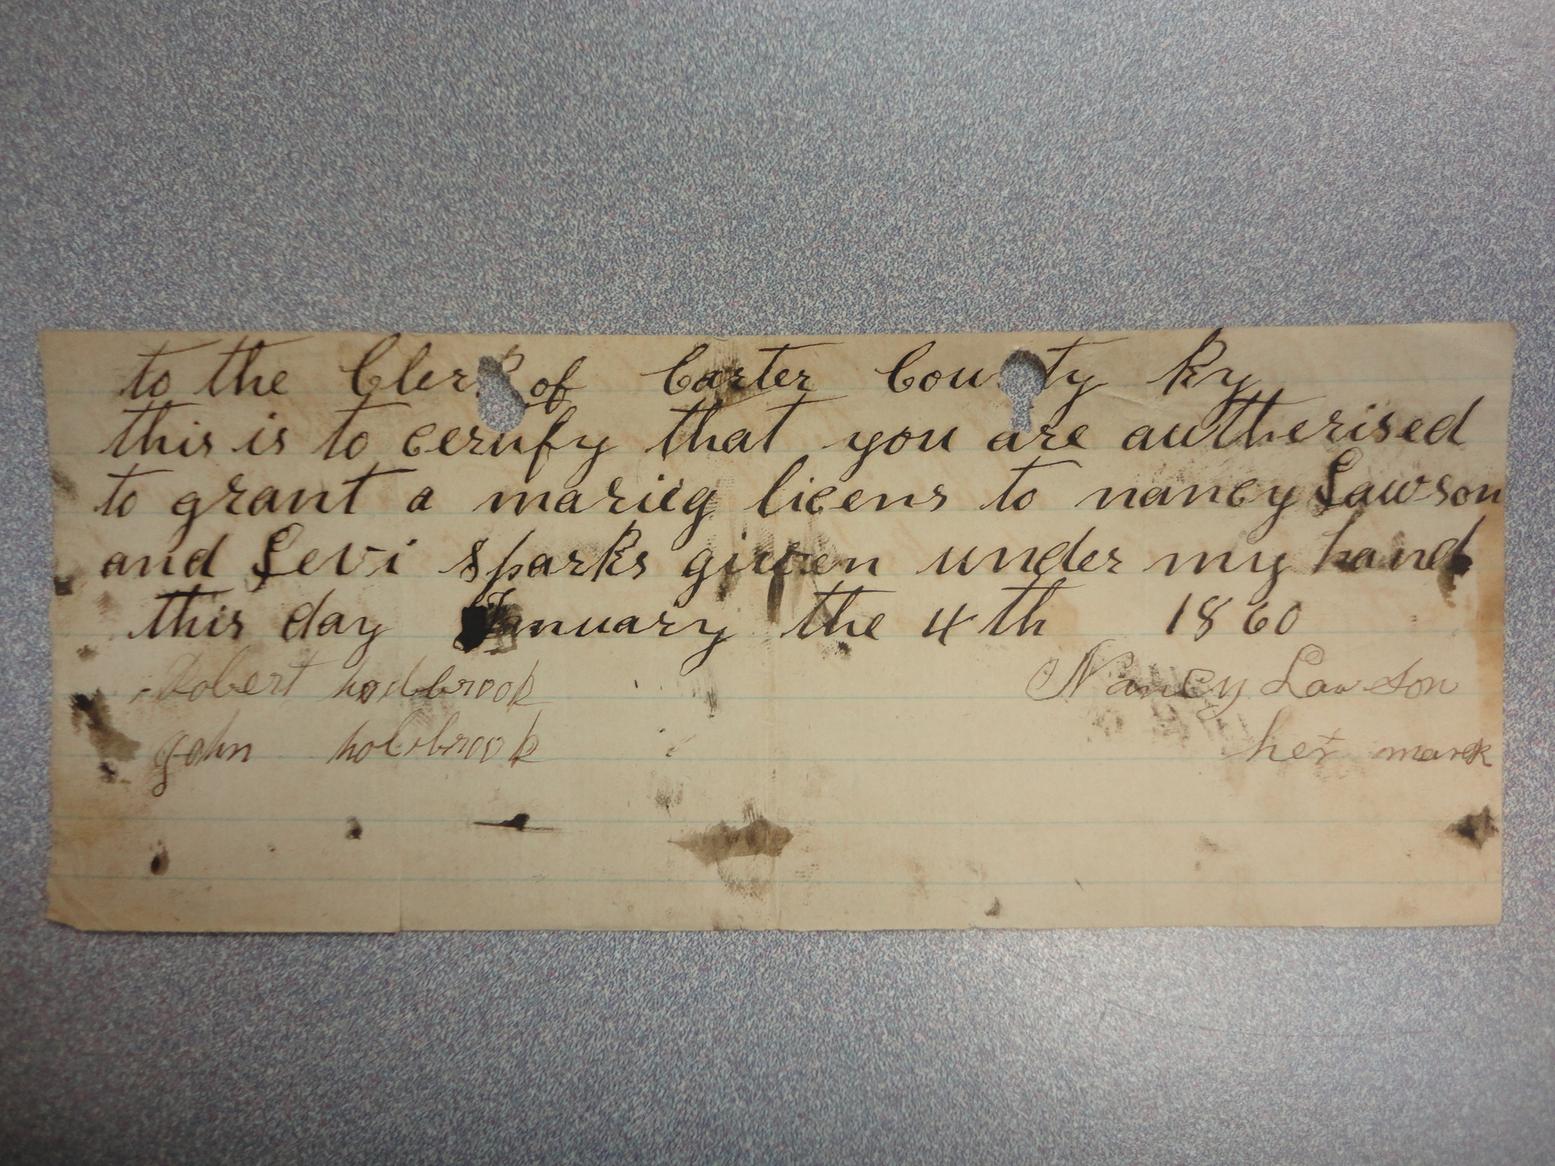 to the Clerk of Carter County Ky
this is to cerufy that you are autherised
to grant a marieg licens to nancy Lawson
and Levi Sparks given under my hand
this day January the 4th 1860
Robert holdbrook Nancy Lawson
John holdbrook her mark